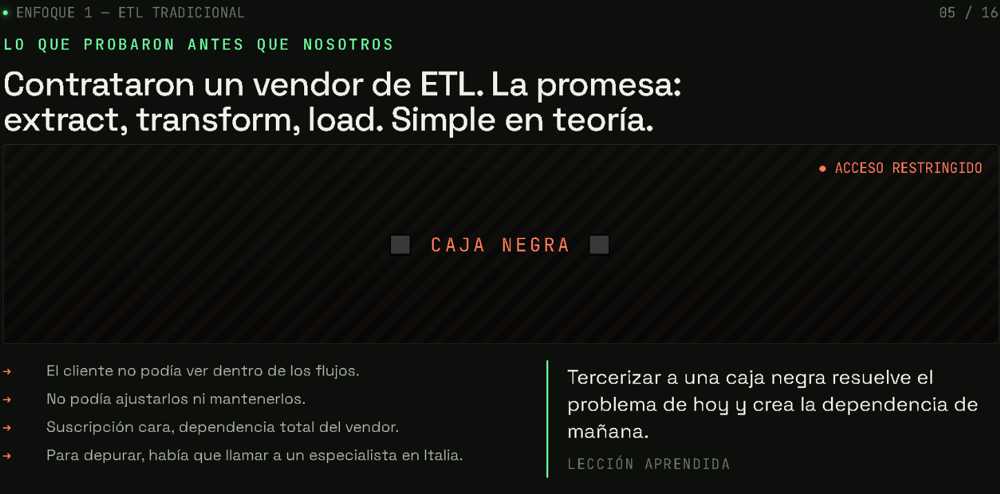 ENFOQUE 1 — ETL TRADICIONAL
05 / 16
LO QUE PROBARON ANTES QUE NOSOTROS
Contrataron un vendor de ETL. La promesa:
extract, transform, load. Simple en teoría.
ACCESO RESTRINGIDO
CAJA NEGRA
→ El cliente no podía ver dentro de los flujos.
→ No podía ajustarlos ni mantenerlos.
→ Suscripción cara, dependencia total del vendor.
→ Para depurar, había que llamar a un especialista en Italia.
Tercerizar a una caja negra resuelve el
problema de hoy y crea la dependencia de
mañana.
LECCIÓN APRENDIDA